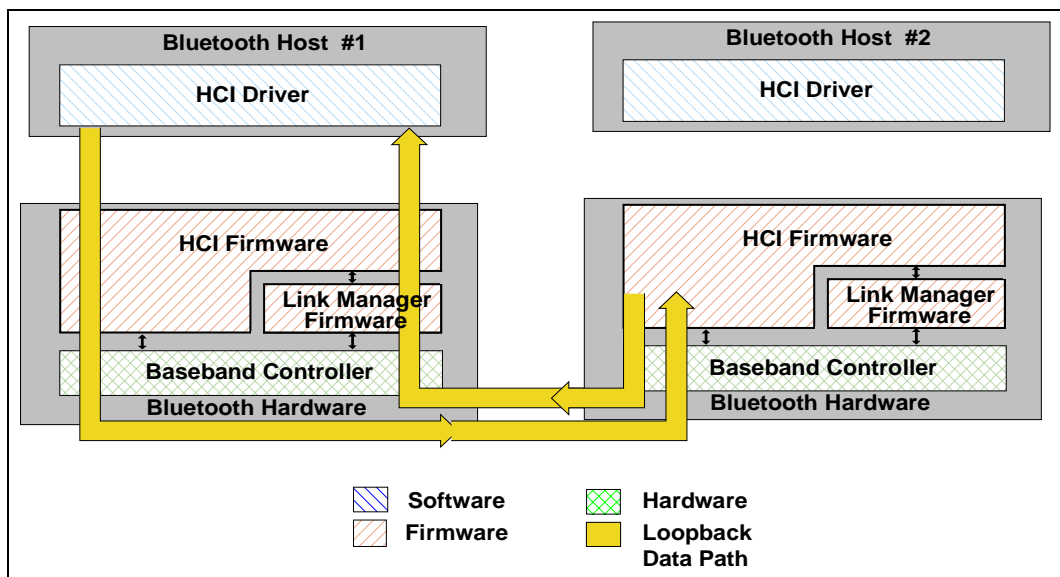 Bluetooth Host #1
HCI Driver
Bluetooth Host #2
HCI Driver
HCI Firmware
Link Manager
Firmware
Baseband Controller
Bluetooth Hardware
HCI Firmware
Link Manager
Firmware
Baseband Controller
Bluetooth Hardware
Software
Firmware
Hardware
Loopback
Data Path